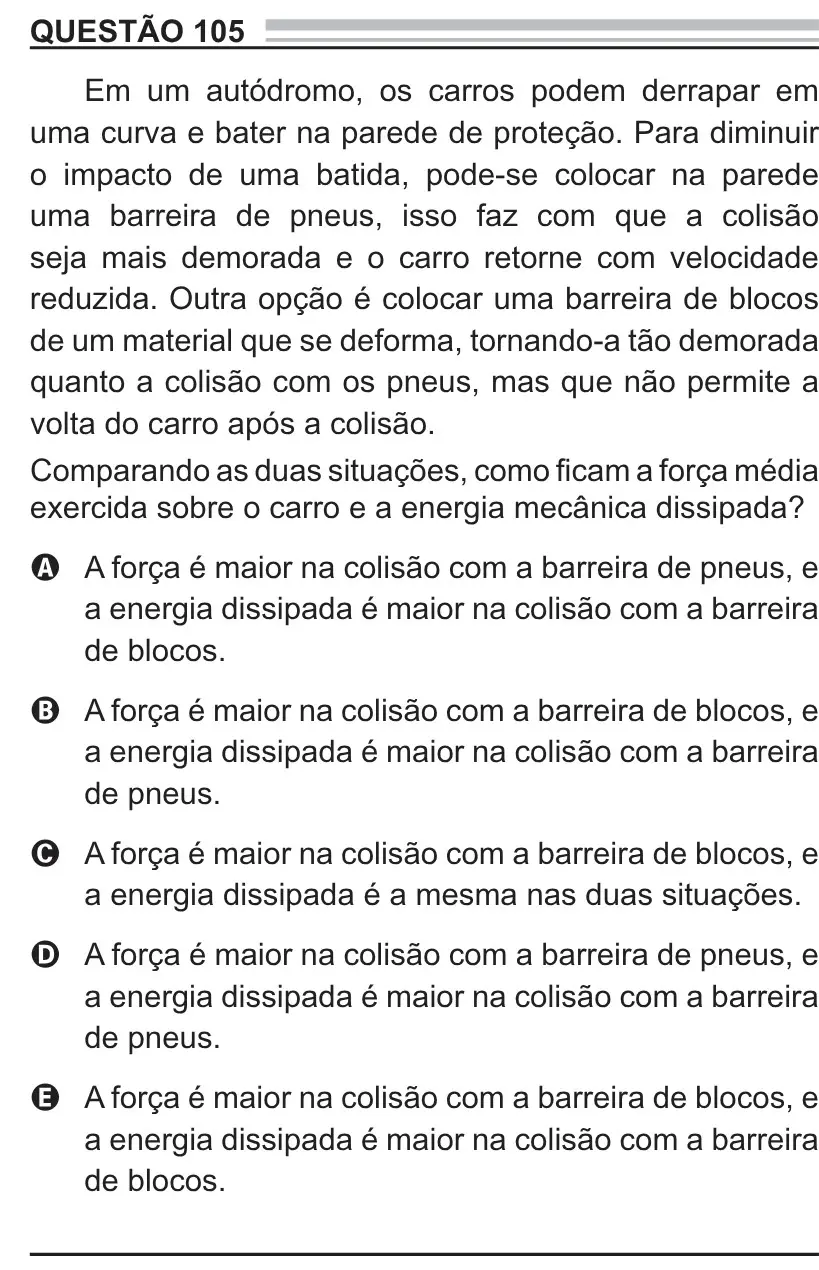 QUESTÃO 105
Em um autódromo, os carros podem derrapar em
uma curva e bater na parede de proteção. Para diminuir
o impacto de uma batida, pode-se colocar na parede
uma barreira de pneus, isso faz com que a colisão
seja mais demorada e o carro retorne com velocidade
reduzida. Outra opção é colocar uma barreira de blocos
de um material que se deforma, tornando-a tão demorada
quanto a colisão com os pneus, mas que não permite a
volta do carro após a colisão.
Comparando as duas situações, como ficam a força média
exercida sobre o carro e a energia mecânica dissipada?
A A força é maior na colisão com a barreira de pneus, e
a energia dissipada é maior na colisão com a barreira
de blocos.
B A força é maior na colisão com a barreira de blocos, e
a energia dissipada é maior na colisão com a barreira
de pneus.
C A força é maior na colisão com a barreira de blocos, e
a energia dissipada é a mesma nas duas situações.
D A força é maior na colisão com a barreira de pneus, e
a energia dissipada é maior na colisão com a barreira
de pneus.
E A força é maior na colisão com a barreira de blocos, e
a energia dissipada é maior na colisão com a barreira
de blocos.